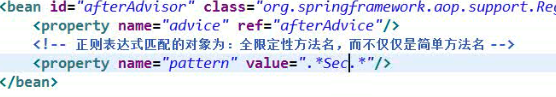 <bean id="afterAdvisor" class="org.springframework.aop.support.Reg
<property name="advice" ref="afterAdvice"/>
<!-- 正则表达式匹配的对象为：全限定性方法名，而不仅仅是简单方法名 -->
<property name="pattern" value=".*Sec.*"/>
</bean>